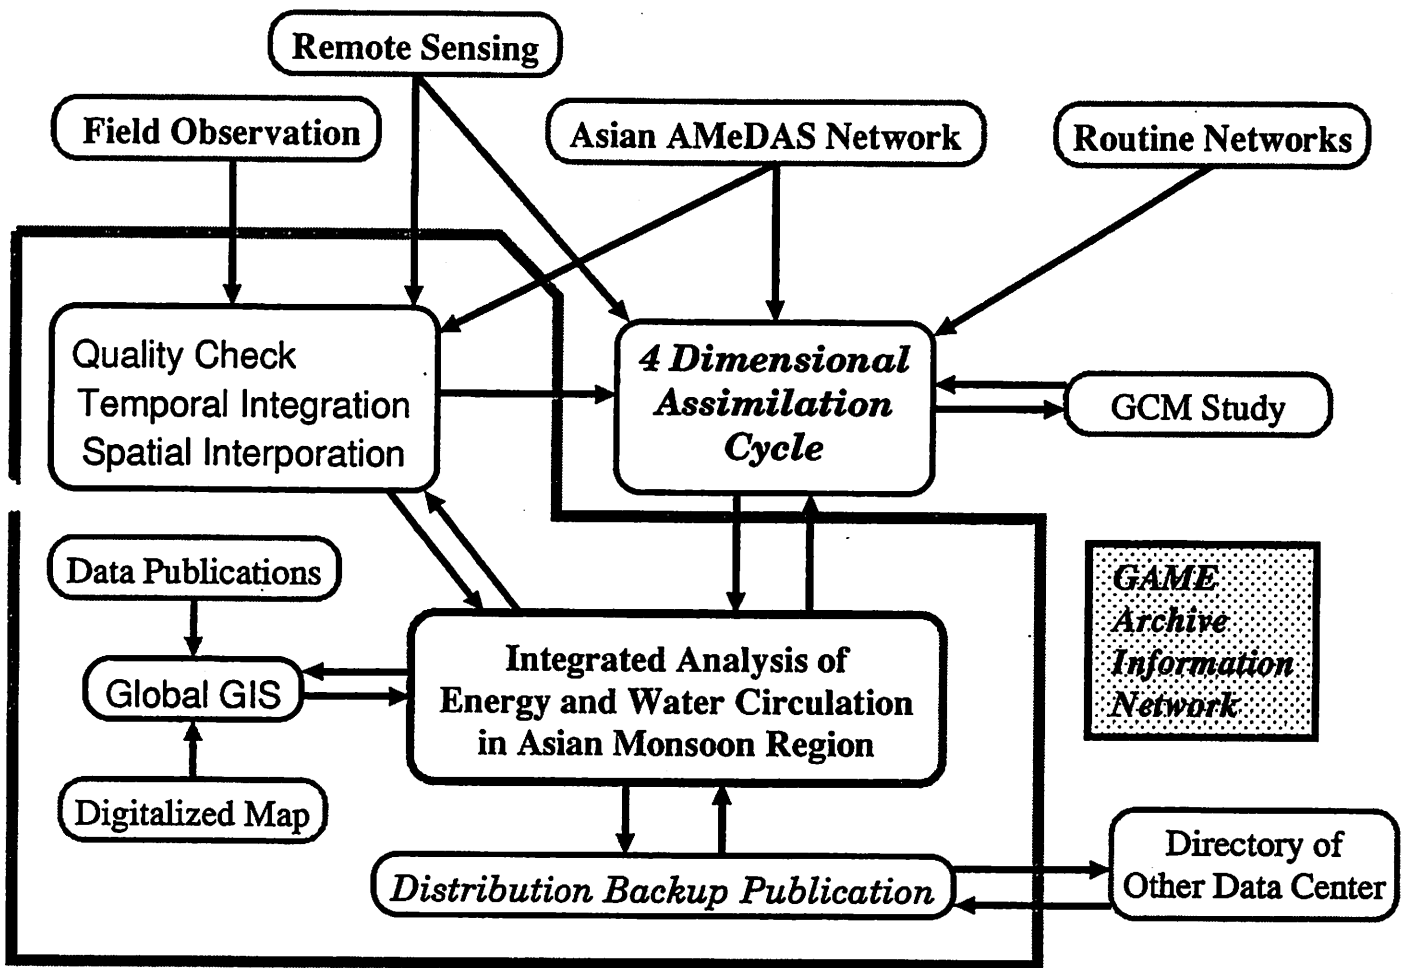 Remote Sensing
Field Observation
Asian AMeDAS Network
Routine Networks
Quality Check
Temporal Integration
Spatial Interporation
4 Dimensional
Assimilation
Cycle
GCM Study
Data Publications
Global GIS
Digitalized Map
Integrated Analysis of
Energy and Water Circulation
in Asian Monsoon Region
GAME
Archive
Information
Network
Distribution Backup Publication
Directory of
Other Data Center